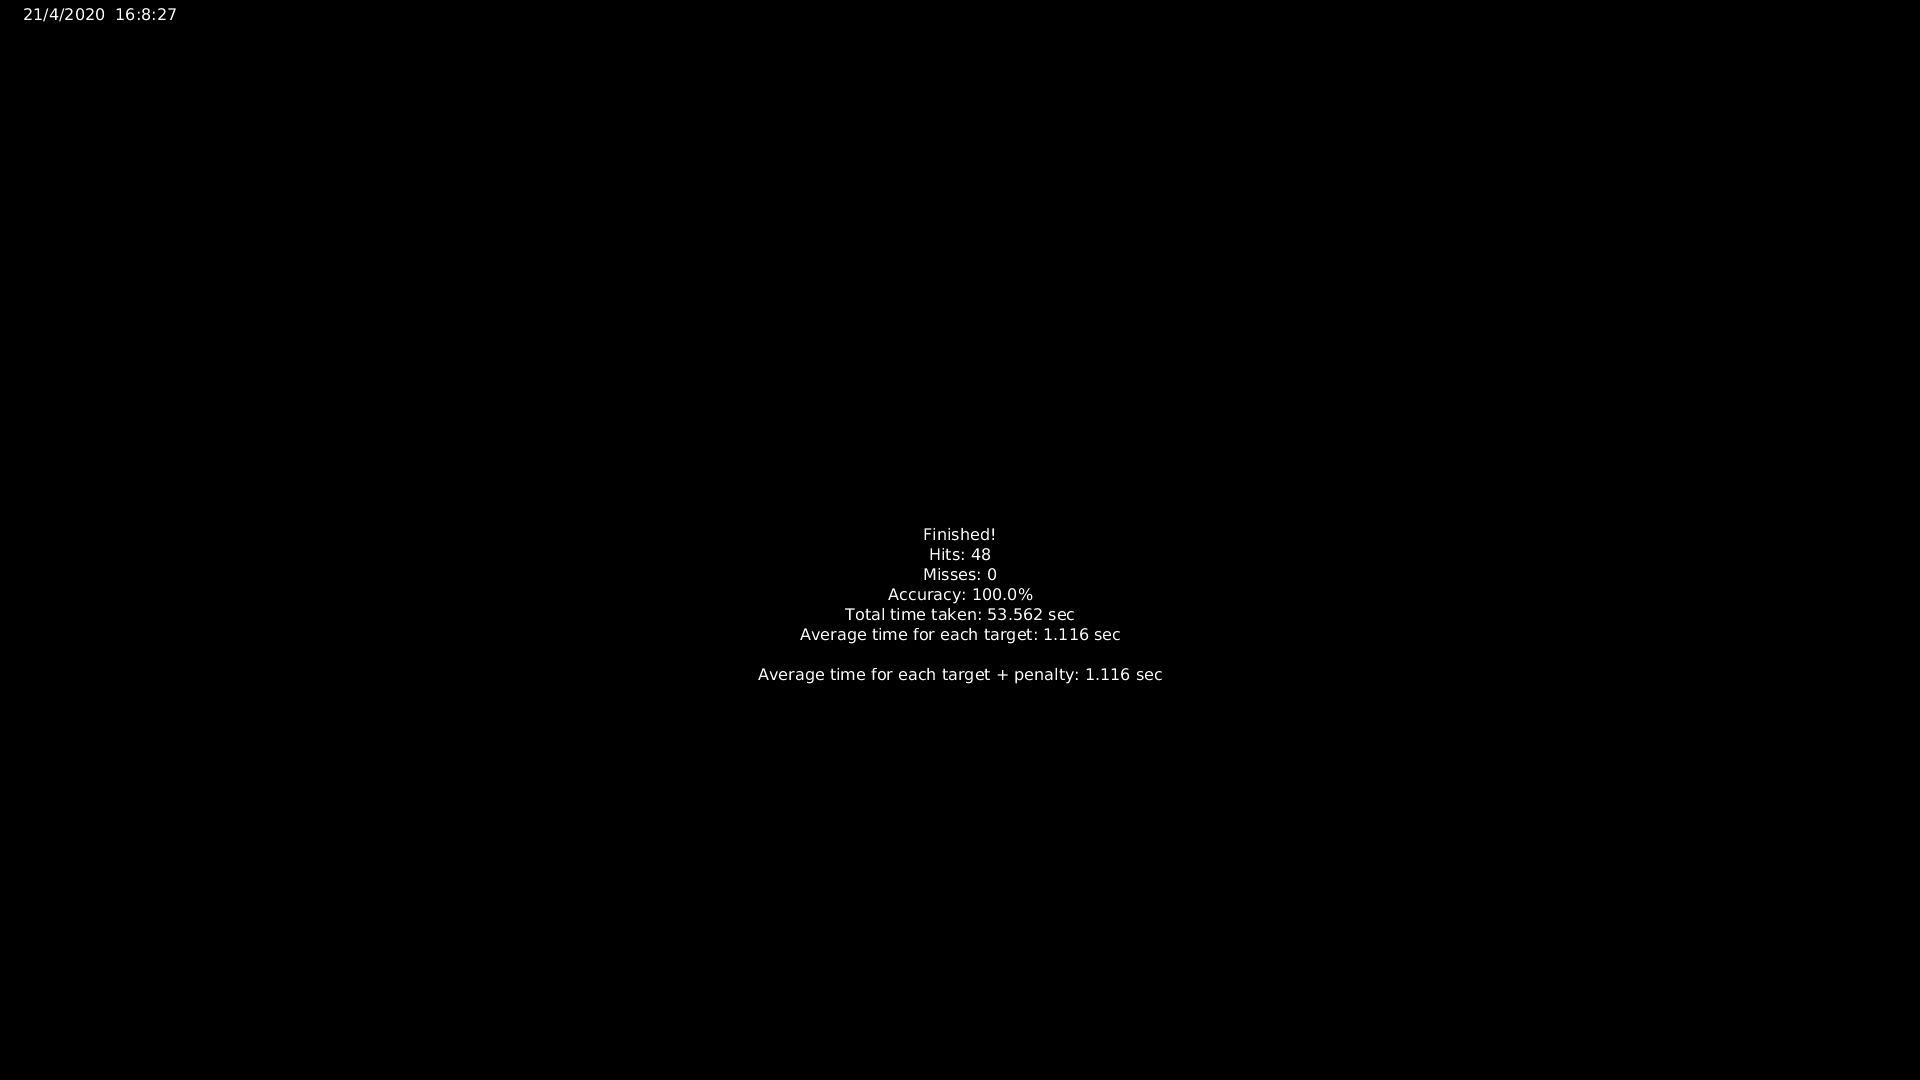 21/4/2020  16:8:27
Finished!
Hits: 48
Misses: 0
Accuracy: 100.0%
Total time taken: 53.562 sec
Average time for each target: 1.116 sec
Average time for each target + penalty: 1.116 sec